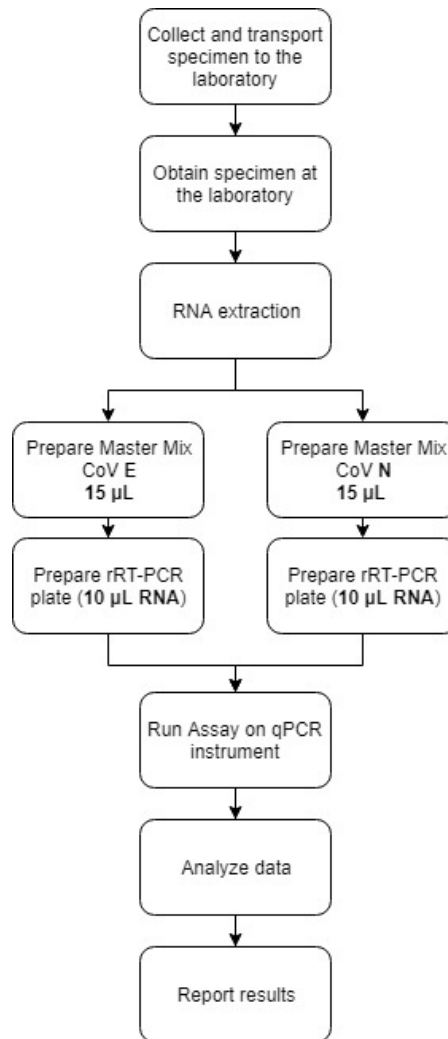 Collect and transport
specimen to the
laboratory
Obtain specimen at
the laboratory
RNA extraction
Prepare Master Mix
CoV E
15 µL
Prepare Master Mix
CoV N
15 µL
Prepare rRT-PCR
plate (10 µL RNA)
Prepare rRT-PCR
plate (10 µL RNA)
Run Assay on qPCR
instrument
Analyze data
Report results